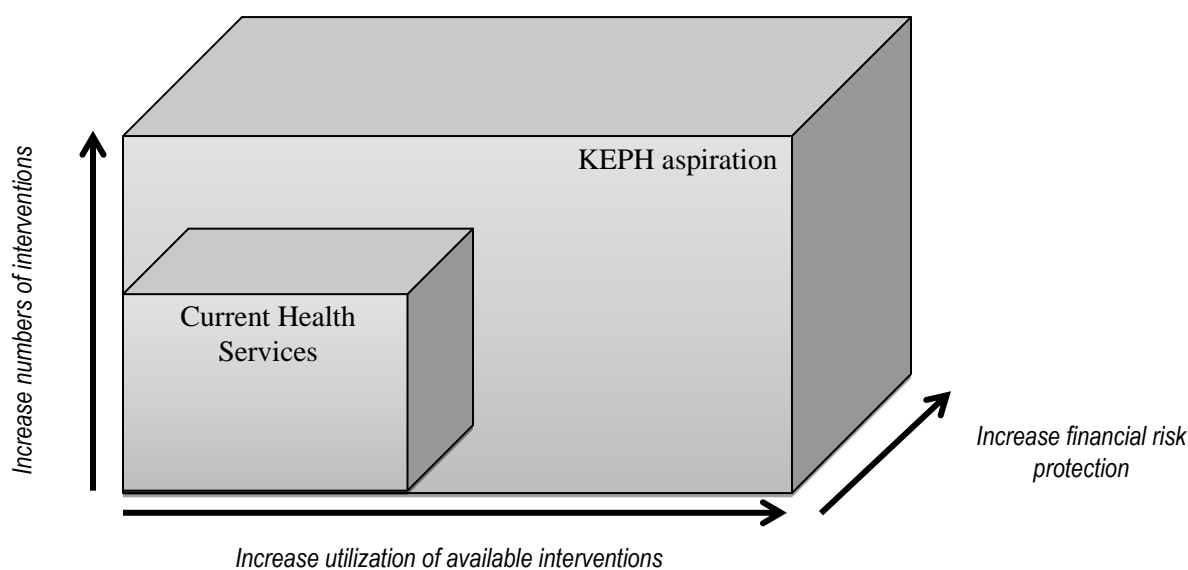 Increase numbers of interventions
KEPH aspiration
Current Health
Services
Increase financial risk
protection
Increase utilization of available interventions